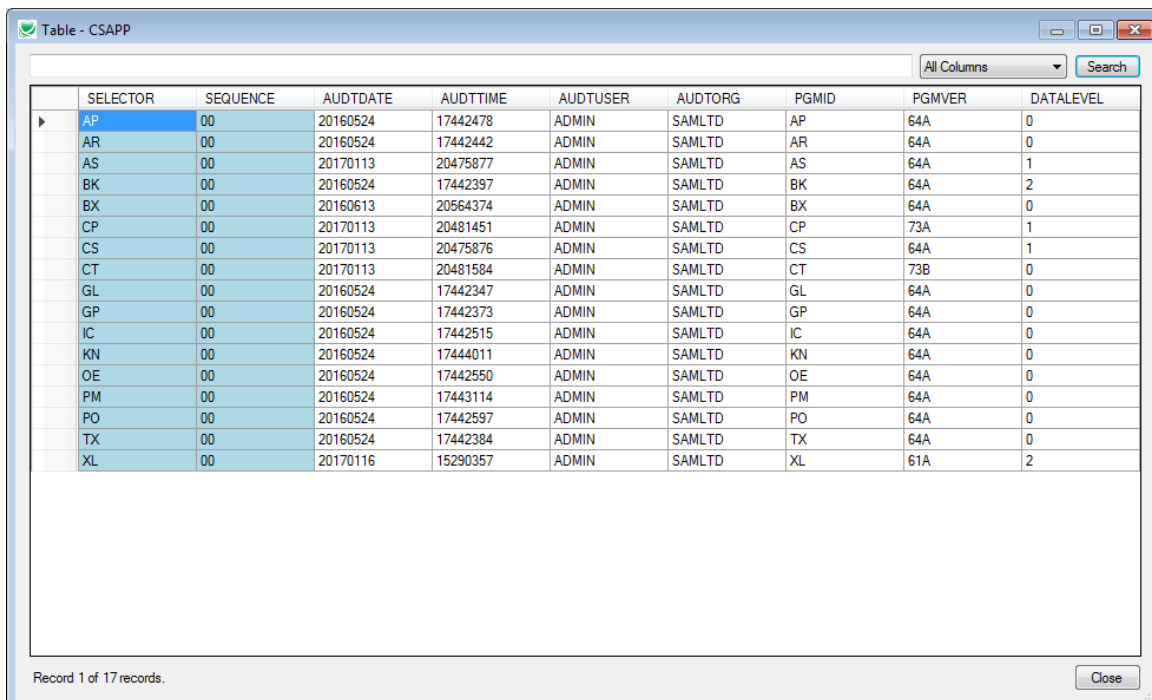 Table - CSAPP
All Columns Search
SELECTOR SEQUENCE AUDTDATE AUDTTIME AUDTUSER AUDTORG PGMID PGMVER DATALEVEL
AP 00 20160524 17442478 ADMIN SAMLTD AP 64A 0
AR 00 20160524 17442442 ADMIN SAMLTD AR 64A 0
AS 00 20170113 20475877 ADMIN SAMLTD AS 64A 1
BK 00 20160524 17442397 ADMIN SAMLTD BK 64A 2
BX 00 20160613 20564374 ADMIN SAMLTD BX 64A 0
CP 00 20170113 20481451 ADMIN SAMLTD CP 73A 1
CS 00 20170113 20475876 ADMIN SAMLTD CS 64A 1
CT 00 20170113 20481584 ADMIN SAMLTD CT 73B 0
GL 00 20160524 17442347 ADMIN SAMLTD GL 64A 0
GP 00 20160524 17442373 ADMIN SAMLTD GP 64A 0
IC 00 20160524 17442515 ADMIN SAMLTD IC 64A 0
KN 00 20160524 17444011 ADMIN SAMLTD KN 64A 0
OE 00 20160524 17442550 ADMIN SAMLTD OE 64A 0
PM 00 20160524 17443114 ADMIN SAMLTD PM 64A 0
PO 00 20160524 17442597 ADMIN SAMLTD PO 64A 0
TX 00 20160524 17442384 ADMIN SAMLTD TX 64A 0
XL 00 20170116 15290357 ADMIN SAMLTD XL 61A 2
Record 1 of 17 records. Close